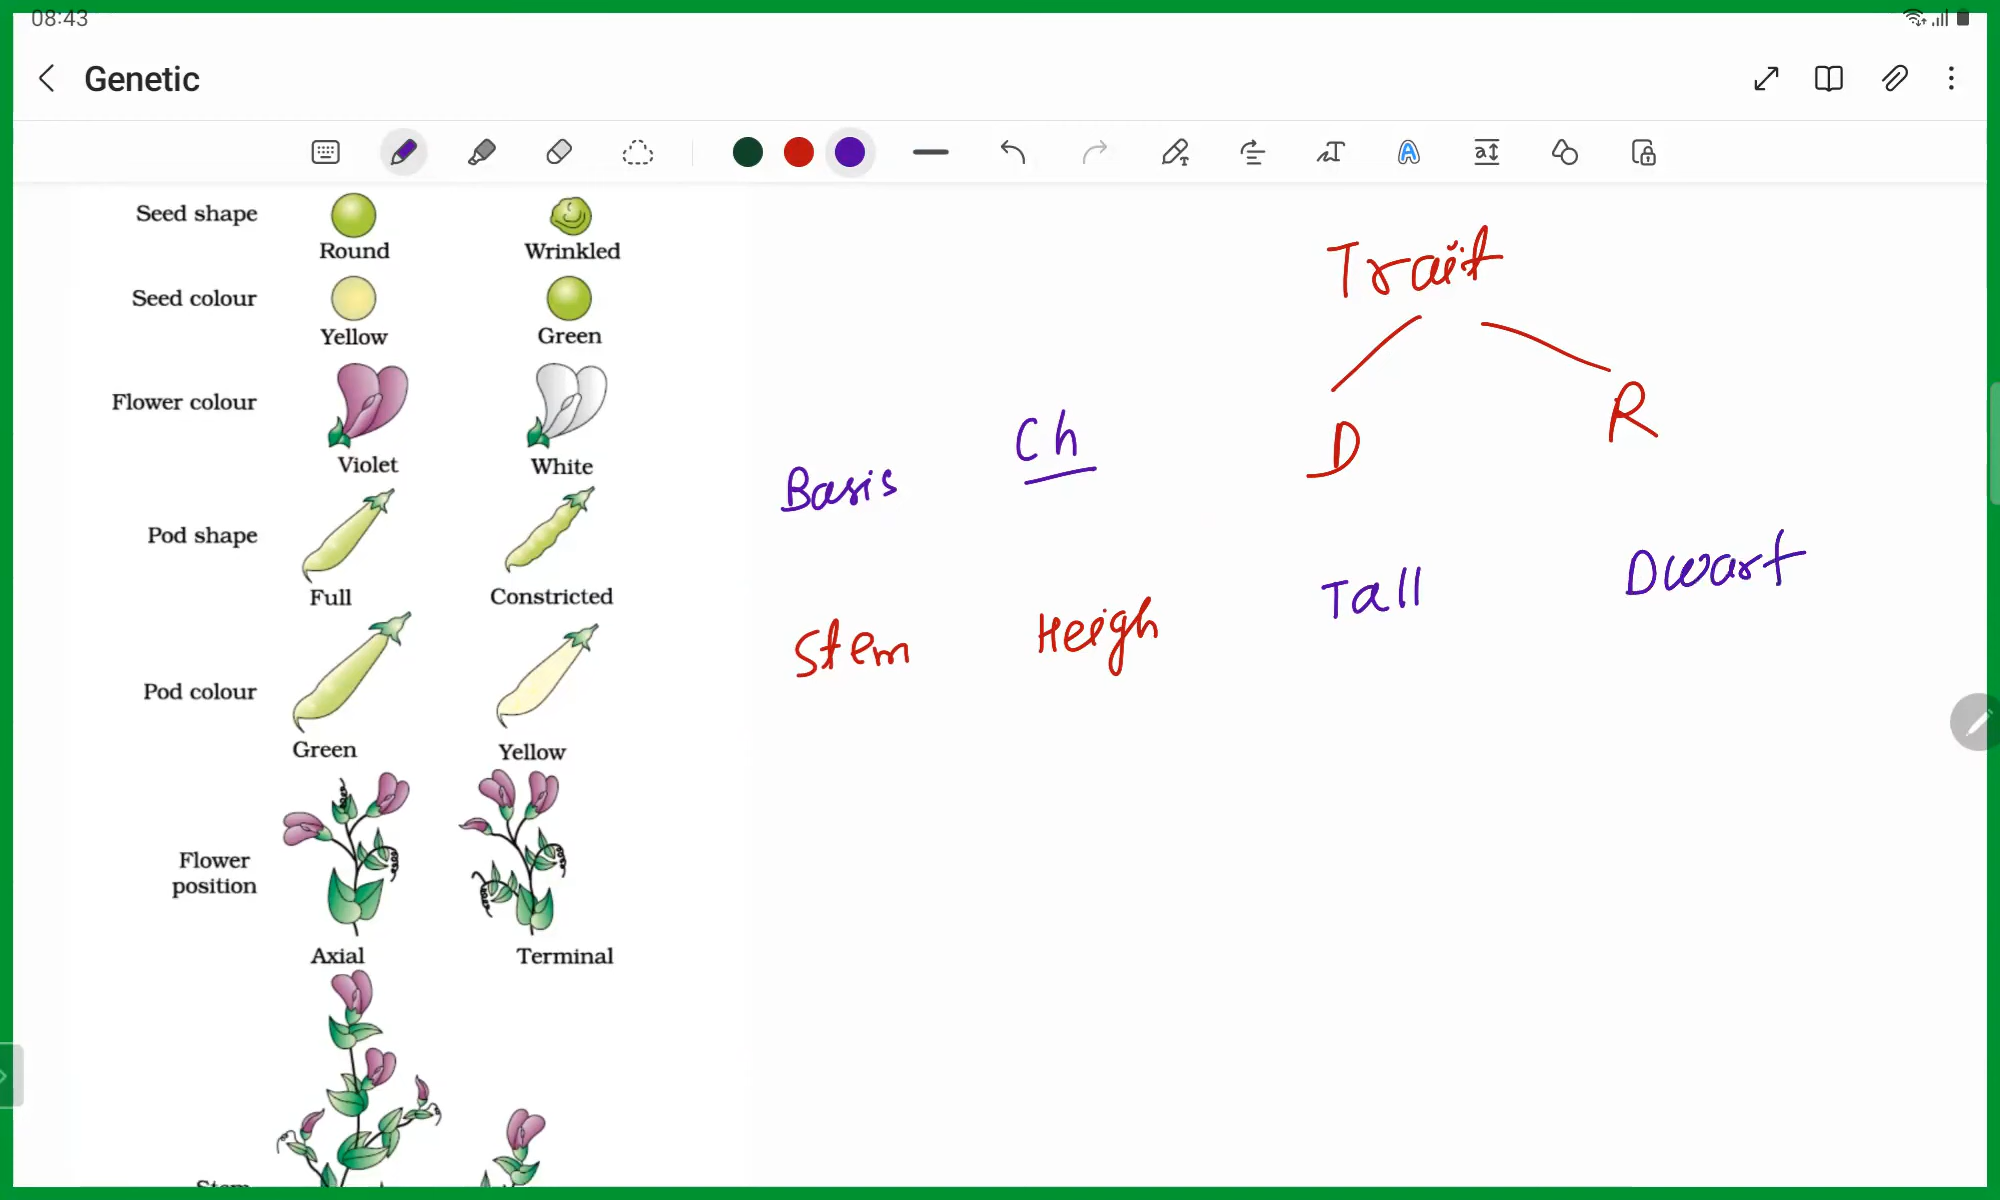 08:43
Genetic
Seed shape
Round
Wrinkled
Seed colour
Yellow
Green
Flower colour
Violet
White
Pod shape
Full
Constricted
Pod colour
Green
Yellow
Flower
position
Axial
Terminal
Stem
Trait
D
R
Basis
Ch
Tall
Dwarf
Stem
Heigh